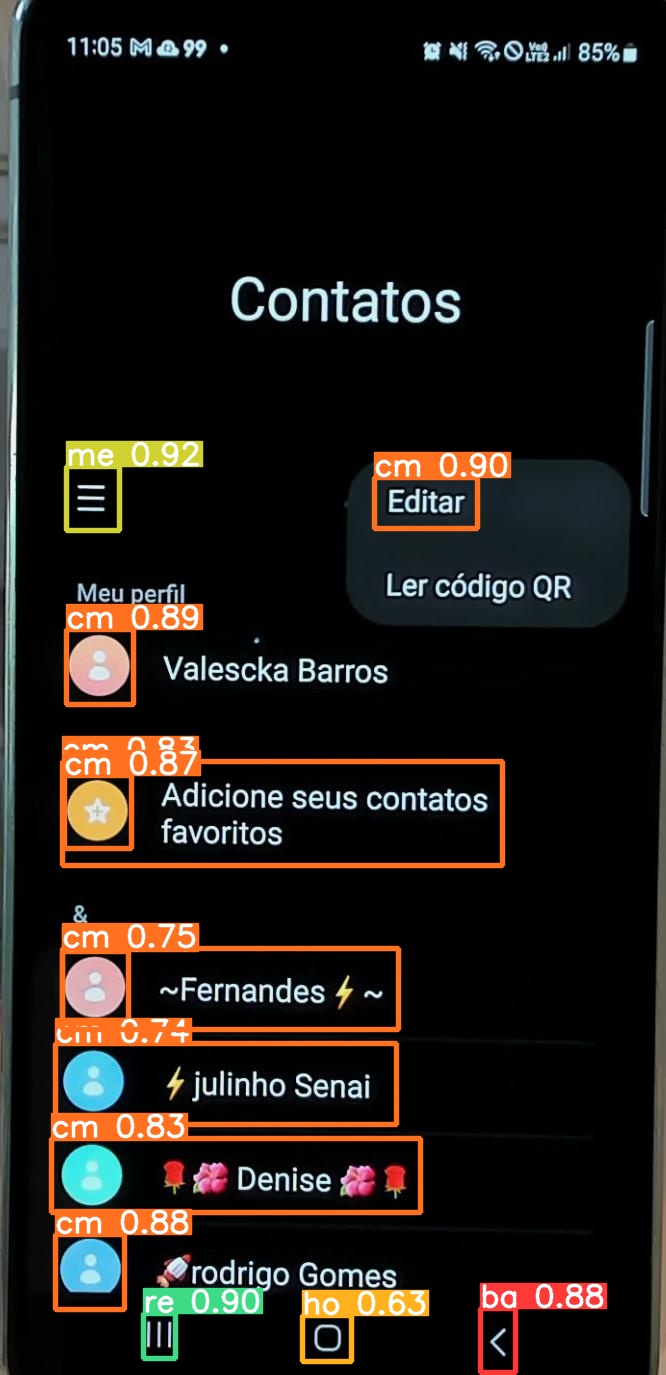 11:05 99
Vo))
LTE2
85%
Contatos
me 0.92
cm 0.90
Editar
Ler código QR
Meu perfil
cm 0.89
Valescka Barros
cm 0.83
cm 0.87
Adicione seus contatos
favoritos
&
cm 0.75
~Fernandes⚡~
cm 0.74
⚡julinho Senai
cm 0.83
🌹🌺 Denise 🌺🌹
cm 0.88
🚀rodrigo Gomes
re 0.90
ho 0.63
ba 0.88